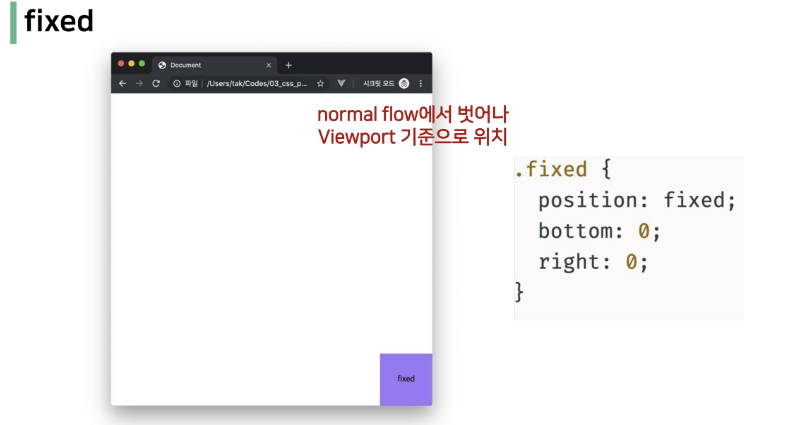 fixed
Document
파일 | /Users/tak/Codes/03_css_p... 시크릿 모드
normal flow에서 벗어나
Viewport 기준으로 위치
.fixed {
position: fixed;
bottom: 0;
right: 0;
}
fixed